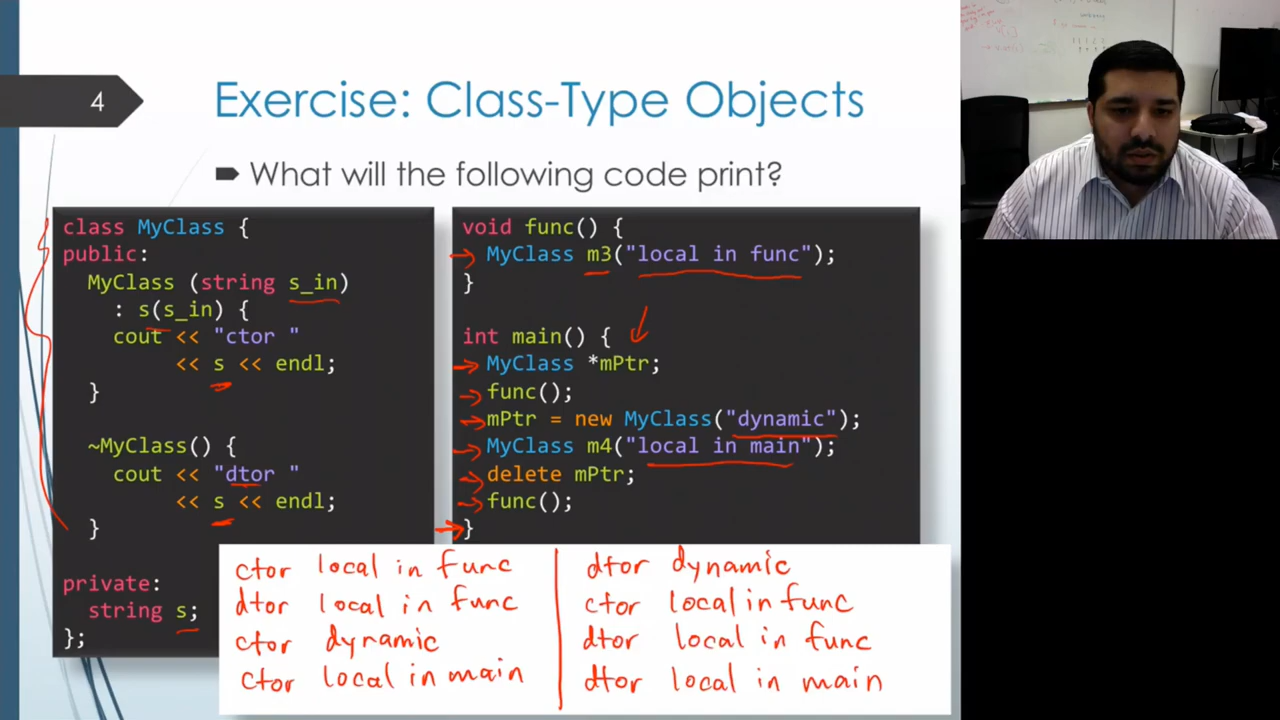 4
Exercise: Class-Type Objects
What will the following code print?
class MyClass {
public:
MyClass (string s_in)
: s(s_in) {
cout << "ctor "
<< s << endl;
}
~MyClass() {
cout << "dtor "
<< s << endl;
}
private:
string s;
};
void func() {
MyClass m3("local in func");
}
int main() {
MyClass *mPtr;
func();
mPtr = new MyClass("dynamic");
MyClass m4("local in main");
delete mPtr;
func();
}
ctor local in func
dtor local in func
ctor dynamic
ctor local in main
dtor dynamic
ctor local in func
dtor local in func
dtor local in main